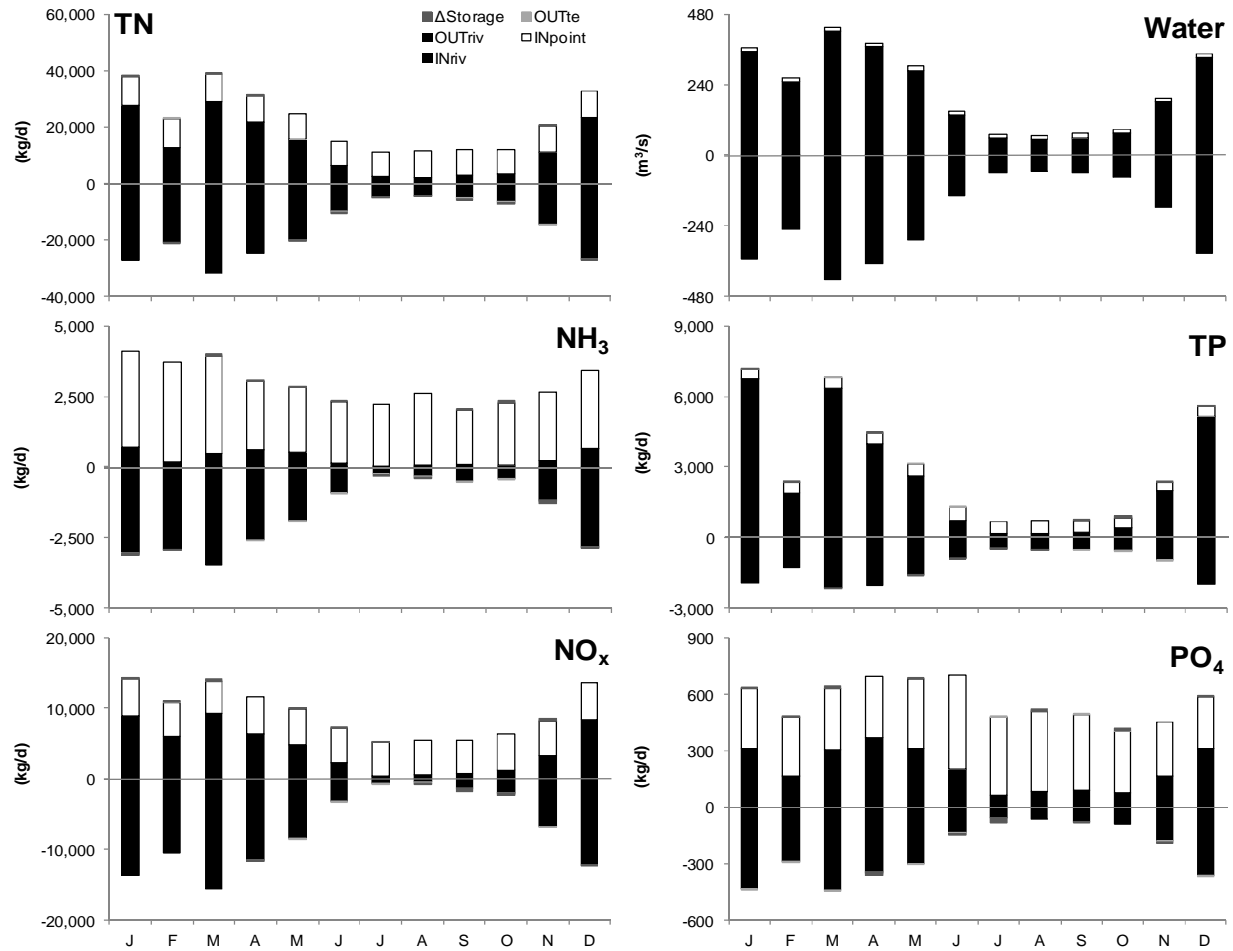 TN
ΔStorage OUTte
OUTriv INpoint
INriv
60,000
40,000
20,000
0
-20,000
-40,000
(kg/d)
Water
480
240
0
-240
-480
(m³/s)
NH₃
5,000
2,500
0
-2,500
-5,000
(kg/d)
TP
9,000
6,000
3,000
0
-3,000
(kg/d)
NOₓ
20,000
10,000
0
-10,000
-20,000
(kg/d)
J F M A M J J A S O N D
PO₄
900
600
300
0
-300
-600
(kg/d)
J F M A M J J A S O N D